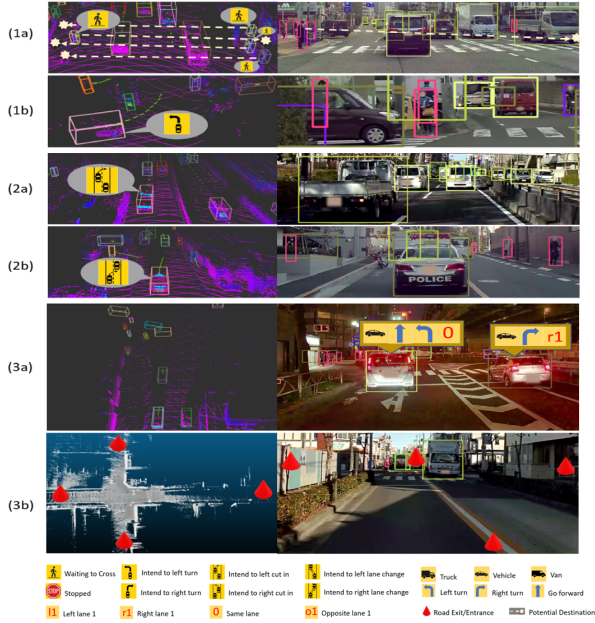 (1a)
(1b)
(2a)
(2b)
POLICE
(3a)
0
r1
(3b)
Waiting to Cross
Intend to left turn
Intend to left cut in
Intend to left lane change
Truck
Vehicle
Van
STOP
Stopped
Intend to right turn
Intend to right cut in
Intend to right lane change
Left turn
Right turn
Go forward
l1 Left lane 1
r1 Right lane 1
0 Same lane
o1 Opposite lane 1
Road Exit/Entrance
Potential Destination